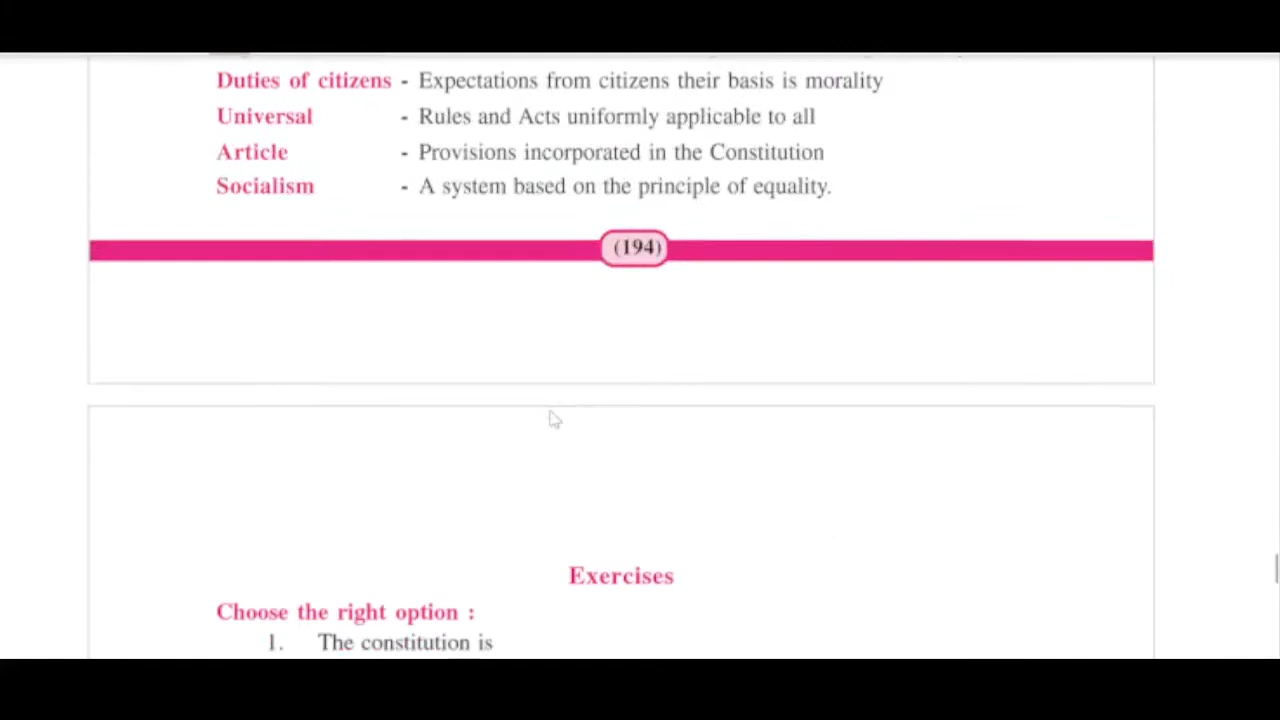 Duties of citizens - Expectations from citizens their basis is morality
Universal - Rules and Acts uniformly applicable to all
Article - Provisions incorporated in the Constitution
Socialism - A system based on the principle of equality.
(194)
Exercises
Choose the right option :
1. The constitution is